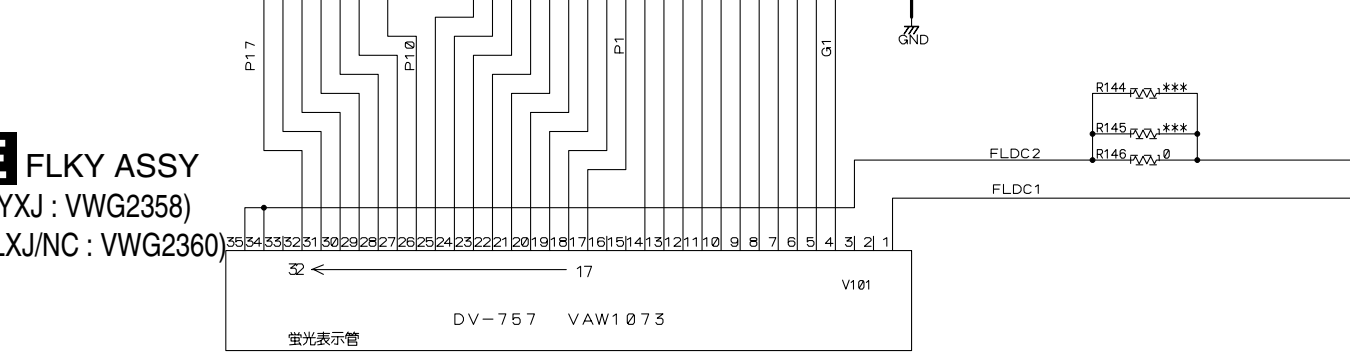 P17
P10
P1
G1
GND
R144 ***
R145 ***
R146 0
FLDC2
FLDC1
E FLKY ASSY
YXJ : VWG2358)
LXJ/NC : VWG2360)
35 34 33 32 31 30 29 28 27 26 25 24 23 22 21 20 19 18 17 16 15 14 13 12 11 10 9 8 7 6 5 4 3 2 1
32 ← 17
V101
DV-757 VAW1073
蛍光表示管